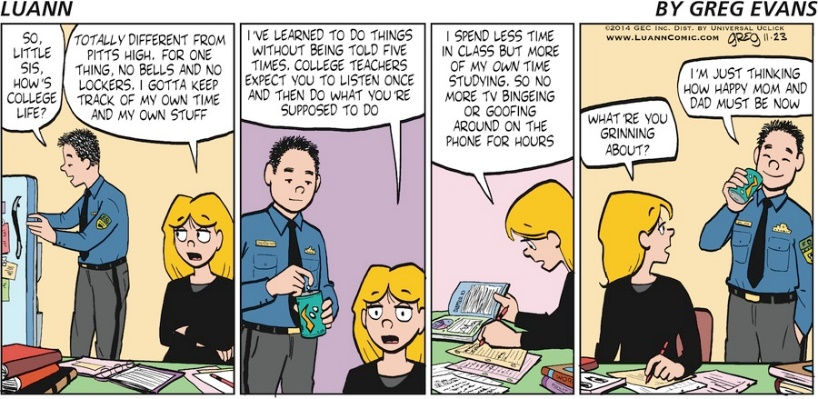 LUANN
BY GREG EVANS
SO,
LITTLE
SIS,
HOW'S
COLLEGE
LIFE?
TOTALLY DIFFERENT FROM
PITTS HIGH. FOR ONE
THING, NO BELLS AND NO
LOCKERS. I GOTTA KEEP
TRACK OF MY OWN TIME
AND MY OWN STUFF
I'VE LEARNED TO DO THINGS
WITHOUT BEING TOLD FIVE
TIMES. COLLEGE TEACHERS
EXPECT YOU TO LISTEN ONCE
AND THEN DO WHAT YOU'RE
SUPPOSED TO DO
I SPEND LESS TIME
IN CLASS BUT MORE
OF MY OWN TIME
STUDYING. SO NO
MORE TV BINGEING
OR GOOFING
AROUND ON THE
PHONE FOR HOURS
©2014 GEC INC. DIST. BY UNIVERSAL UCLICK
WWW.LUANNCOMIC.COM GREG 11·23
WHAT'RE YOU
GRINNING
ABOUT?
I'M JUST THINKING
HOW HAPPY MOM AND
DAD MUST BE NOW